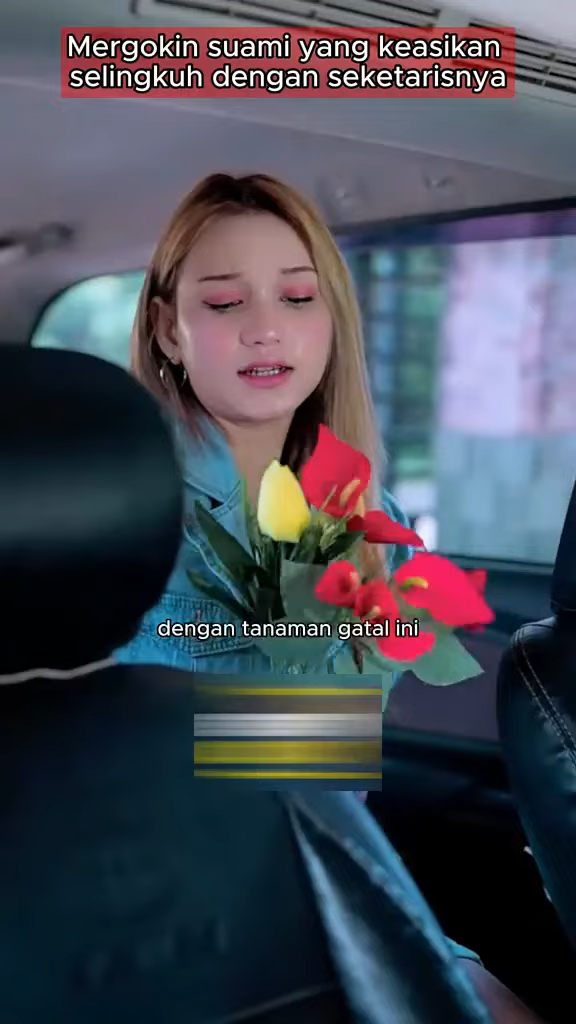 Mergokin suami yang keasikan
selingkuh dengan seketarisnya
dengan tanaman gatal ini